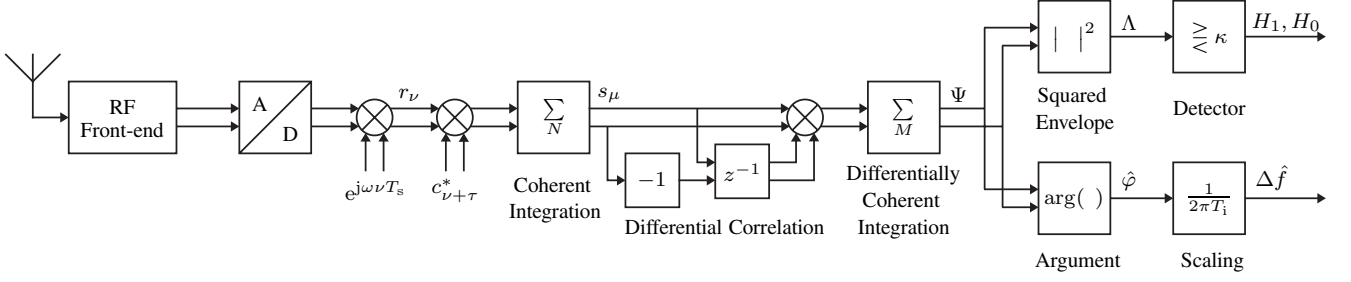 RF
Front-end
A
D
r_ν
e^{jωνT_s}
c^*_{ν+τ}
∑
N
Coherent
Integration
s_μ
−1
z^{−1}
Differential Correlation
∑
M
Differentially
Coherent
Integration
Ψ
| |^2
Squared
Envelope
Λ
≷ κ
Detector
H_1, H_0
arg( )
Argument
φ̂
1
2πT_i
Scaling
Δf̂